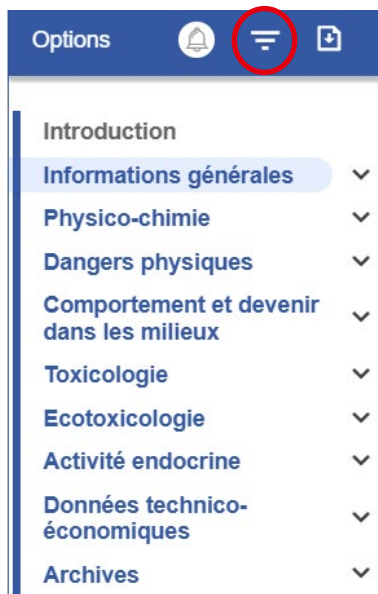 Options
Introduction
Informations générales
Physico-chimie
Dangers physiques
Comportement et devenir
dans les milieux
Toxicologie
Ecotoxicologie
Activité endocrine
Données technico-
économiques
Archives